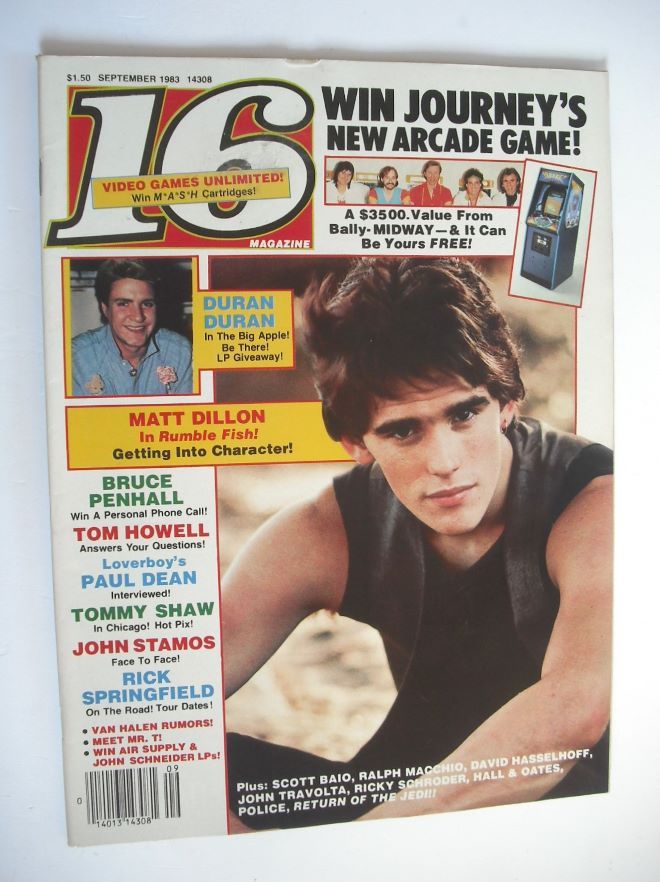 $1.50 SEPTEMBER 1983 14308
16
VIDEO GAMES UNLIMITED!
Win M*A*S*H Cartridges!
MAGAZINE
WIN JOURNEY'S
NEW ARCADE GAME!
A $3500. Value From
Bally-MIDWAY—& It Can
Be Yours FREE!
DURAN
DURAN
In The Big Apple!
Be There!
LP Giveaway!
MATT DILLON
In Rumble Fish!
Getting Into Character!
BRUCE
PENHALL
Win A Personal Phone Call!
TOM HOWELL
Answers Your Questions!
Loverboy's
PAUL DEAN
Interviewed!
TOMMY SHAW
In Chicago! Hot Pix!
JOHN STAMOS
Face To Face!
RICK
SPRINGFIELD
On The Road! Tour Dates!
• VAN HALEN RUMORS!
• MEET MR. T!
• WIN AIR SUPPLY &
JOHN SCHNEIDER LPs!
09
0
14013 14308
Plus: SCOTT BAIO, RALPH MACCHIO, DAVID HASSELHOFF,
JOHN TRAVOLTA, RICKY SCHRODER, HALL & OATES,
POLICE, RETURN OF THE JEDI!!